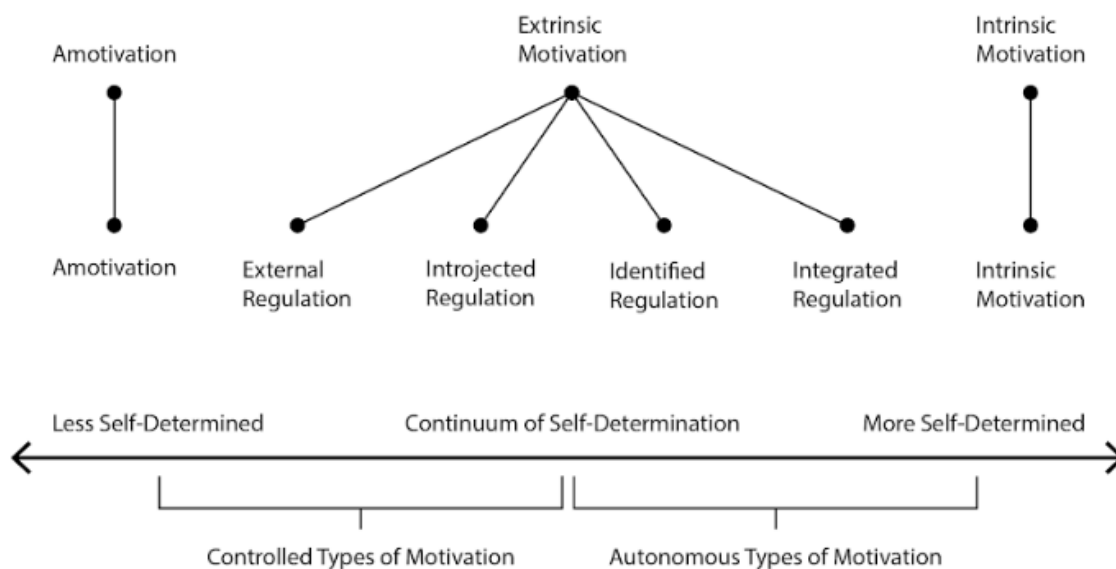 Amotivation
Extrinsic
Motivation
Intrinsic
Motivation
Amotivation
External
Regulation
Introjected
Regulation
Identified
Regulation
Integrated
Regulation
Intrinsic
Motivation
Less Self-Determined
Continuum of Self-Determination
More Self-Determined
Controlled Types of Motivation
Autonomous Types of Motivation